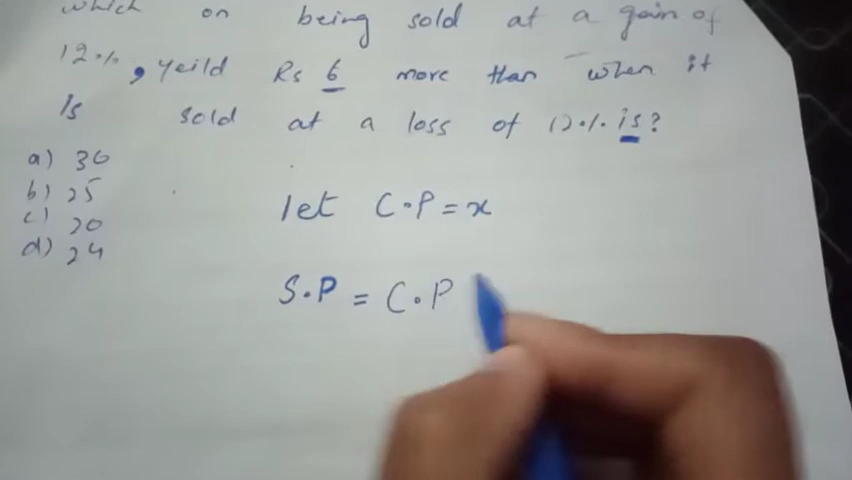 which on being sold at a gain of
12%, yeild Rs 6 more than when it
is sold at a loss of 12% is?
a) 30
b) 25
c) 20
d) 24
let C.P = x
S.P = C.P